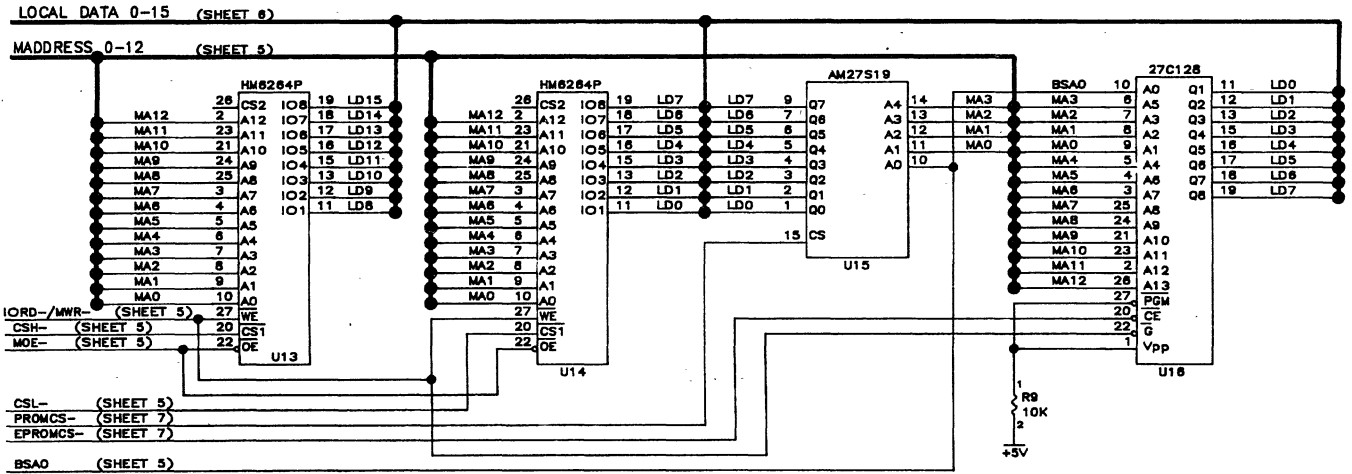 LOCAL DATA 0-15 (SHEET 6)
MADDRESS 0-12 (SHEET 5)
HM6264P
26 CS2 IO8 19 LD15
MA12 2 A12 IO7 18 LD14
MA11 23 A11 IO6 17 LD13
MA10 21 A10 IO5 16 LD12
MA9 24 A9 IO4 15 LD11
MA8 25 A8 IO3 13 LD10
MA7 3 A7 IO2 12 LD9
MA6 4 A6 IO1 11 LD8
MA5 5 A5
MA4 6 A4
MA3 7 A3
MA2 8 A2
MA1 9 A1
MA0 10 A0
IORD-/MWR- (SHEET 5) 27 WE
CSH- (SHEET 5) 20 CS1
MOE- (SHEET 5) 22 OE
U13
HM6264P
26 CS2 IO8 19 LD7
MA12 2 A12 IO7 18 LD6
MA11 23 A11 IO6 17 LD5
MA10 21 A10 IO5 16 LD4
MA9 24 A9 IO4 15 LD3
MA8 25 A8 IO3 13 LD2
MA7 3 A7 IO2 12 LD1
MA6 4 A6 IO1 11 LD0
MA5 5 A5
MA4 6 A4
MA3 7 A3
MA2 8 A2
MA1 9 A1
MA0 10 A0
27 WE
20 CS1
22 OE
U14
AM27S19
LD7 9 Q7 A4 14 MA3
LD6 7 Q6 A3 13 MA2
LD5 6 Q5 A2 12 MA1
LD4 5 Q4 A1 11 MA0
LD3 4 Q3 A0 10
LD2 3 Q2
LD1 2 Q1
LD0 1 Q0
15 CS
U15
27C128
BSA0 10 A0 Q1 11 LD0
MA3 6 A5 Q2 12 LD1
MA2 7 A3 Q3 13 LD2
MA1 8 A2 Q4 15 LD3
MA0 9 A1 Q5 16 LD4
MA4 5 A4 Q6 17 LD5
MA5 4 A6 Q7 18 LD6
MA6 3 A7 Q8 19 LD7
MA7 25 A8
MA8 24 A9
MA9 21 A10
MA10 23 A11
MA11 2 A12
MA12 26 A13
27 PGM
20 CE
22 G
1 Vpp
U16
CSL- (SHEET 5)
PROMCS- (SHEET 7)
EPROMCS- (SHEET 7)
BSA0 (SHEET 5)
1
R9
10K
2
+5V